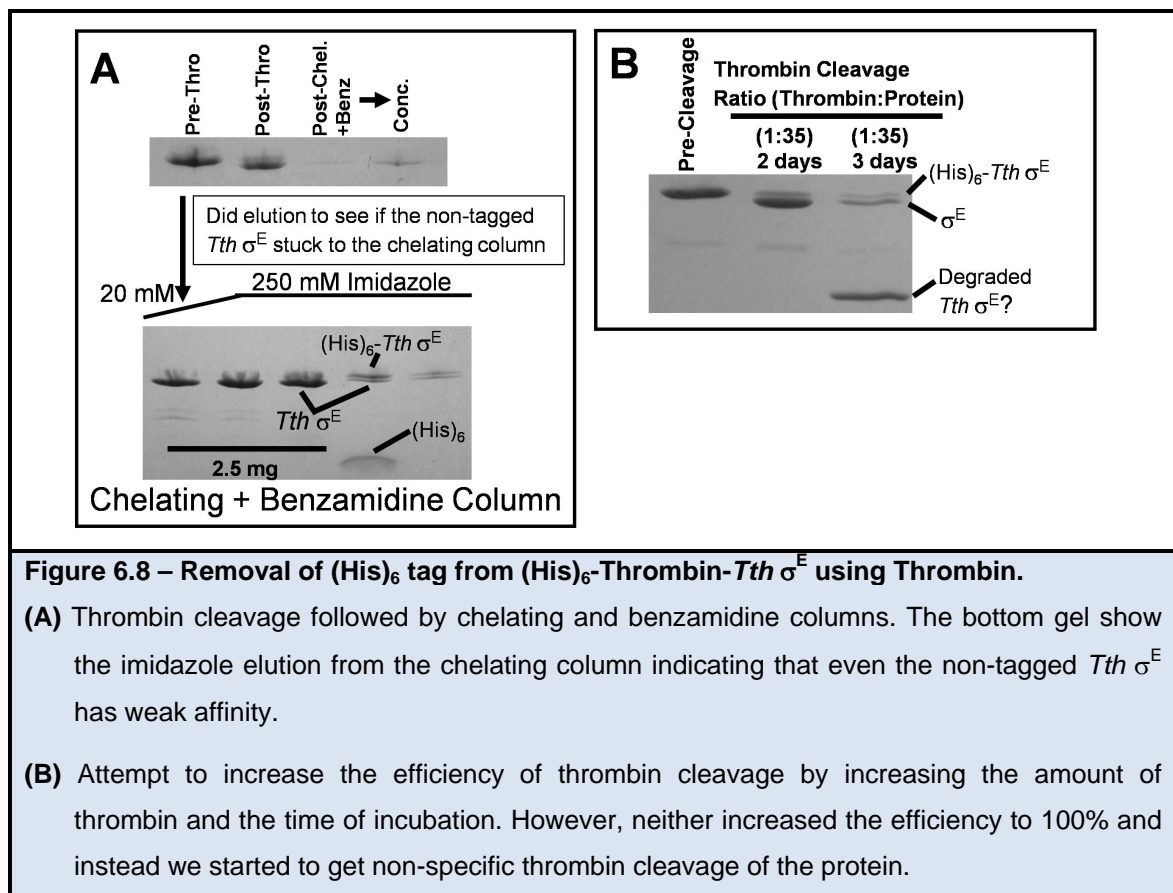 A
Pre-Thro
Post-Thro
Post-Chel.
+Benz
Conc.
Did elution to see if the non-tagged
Tth σE stuck to the chelating column
20 mM
250 mM Imidazole
(His)6-Tth σE
Tth σE
(His)6
2.5 mg
Chelating + Benzamidine Column
B
Pre-Cleavage
Thrombin Cleavage
Ratio (Thrombin:Protein)
(1:35) (1:35)
2 days 3 days
(His)6-Tth σE
σE
Degraded
Tth σE?
Figure 6.8 – Removal of (His)6 tag from (His)6-Thrombin-Tth σE using Thrombin.
(A) Thrombin cleavage followed by chelating and benzamidine columns. The bottom gel show
the imidazole elution from the chelating column indicating that even the non-tagged Tth σE
has weak affinity.
(B) Attempt to increase the efficiency of thrombin cleavage by increasing the amount of
thrombin and the time of incubation. However, neither increased the efficiency to 100% and
instead we started to get non-specific thrombin cleavage of the protein.